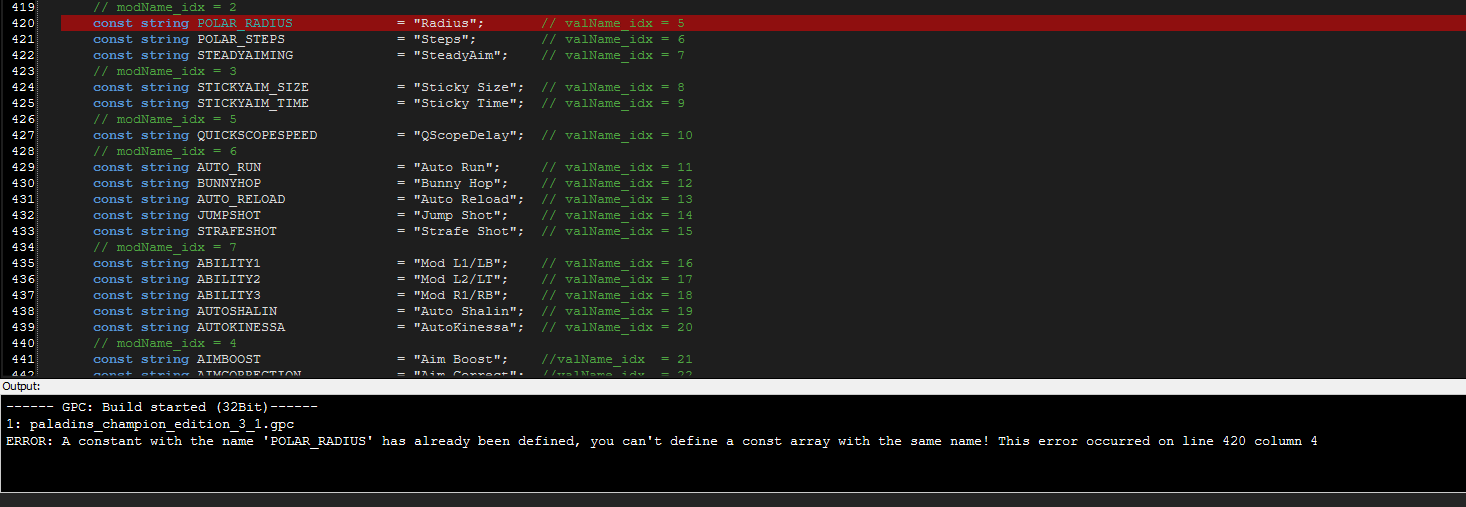 419 // modName_idx = 2
420 const string POLAR_RADIUS = "Radius"; // valName_idx = 5
421 const string POLAR_STEPS = "Steps"; // valName_idx = 6
422 const string STEADYAIMING = "SteadyAim"; // valName_idx = 7
423 // modName_idx = 3
424 const string STICKYAIM_SIZE = "Sticky Size"; // valName_idx = 8
425 const string STICKYAIM_TIME = "Sticky Time"; // valName_idx = 9
426 // modName_idx = 5
427 const string QUICKSCOPESPEED = "QScopeDelay"; // valName_idx = 10
428 // modName_idx = 6
429 const string AUTO_RUN = "Auto Run"; // valName_idx = 11
430 const string BUNNYHOP = "Bunny Hop"; // valName_idx = 12
431 const string AUTO_RELOAD = "Auto Reload"; // valName_idx = 13
432 const string JUMPSHOT = "Jump Shot"; // valName_idx = 14
433 const string STRAFESHOT = "Strafe Shot"; // valName_idx = 15
434 // modName_idx = 7
435 const string ABILITY1 = "Mod L1/LB"; // valName_idx = 16
436 const string ABILITY2 = "Mod L2/LT"; // valName_idx = 17
437 const string ABILITY3 = "Mod R1/RB"; // valName_idx = 18
438 const string AUTOSHALIN = "Auto Shalin"; // valName_idx = 19
439 const string AUTOKINESSA = "AutoKinessa"; // valName_idx = 20
440 // modName_idx = 4
441 const string AIMBOOST = "Aim Boost"; //valName_idx = 21
442 const string AIMCORRECTION = "Aim Correct"; //valName_idx = 22
Output:
------ GPC: Build started (32Bit)------
1: paladins_champion_edition_3_1.gpc
ERROR: A constant with the name 'POLAR_RADIUS' has already been defined, you can't define a const array with the same name! This error occurred on line 420 column 4